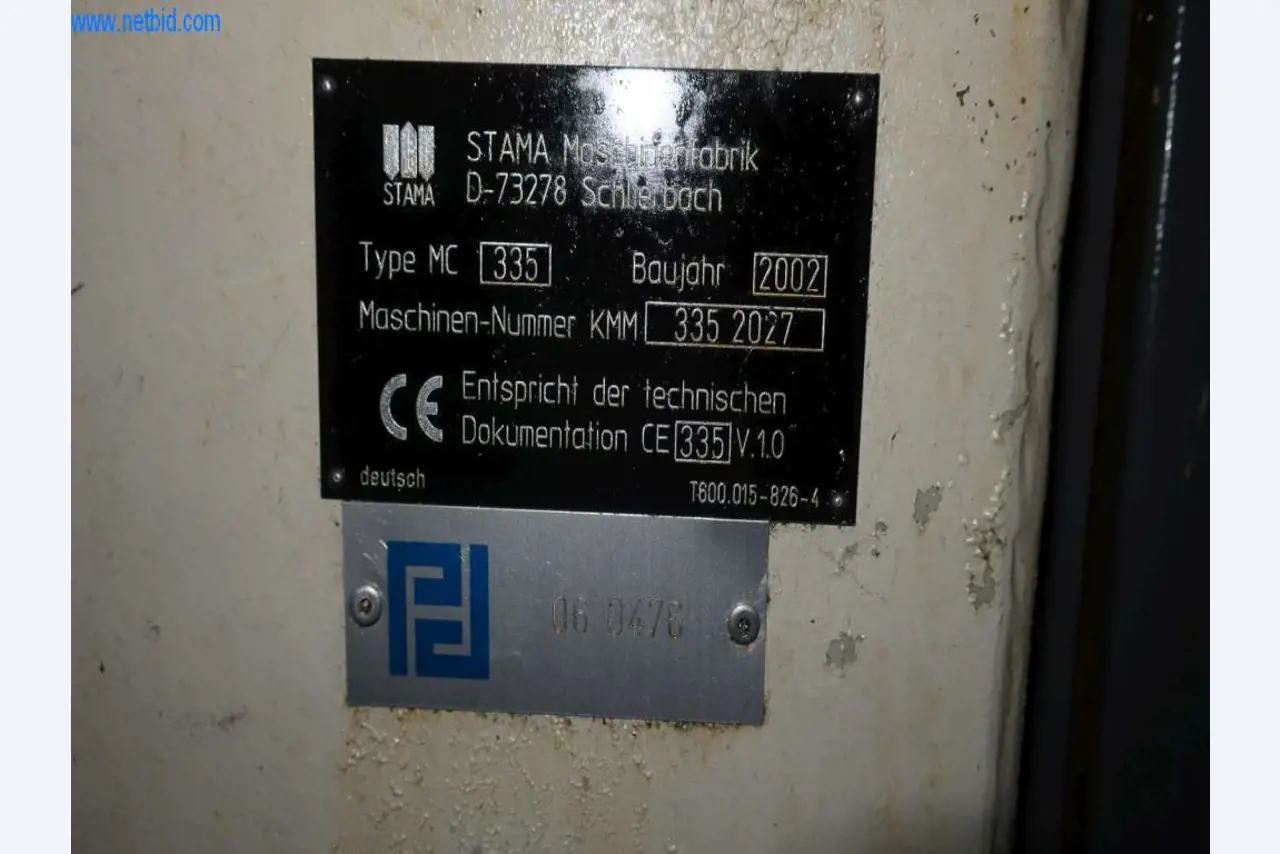 www.netbid.com
STAMA Maschinenfabrik
STAMA D-73278 Schlierbach
Type MC 335 Baujahr 2002
Maschinen-Nummer KMM 335 2027
CE Entspricht der technischen
Dokumentation CE 335 V.1.0
deutsch T600.015-826-4
06 0476